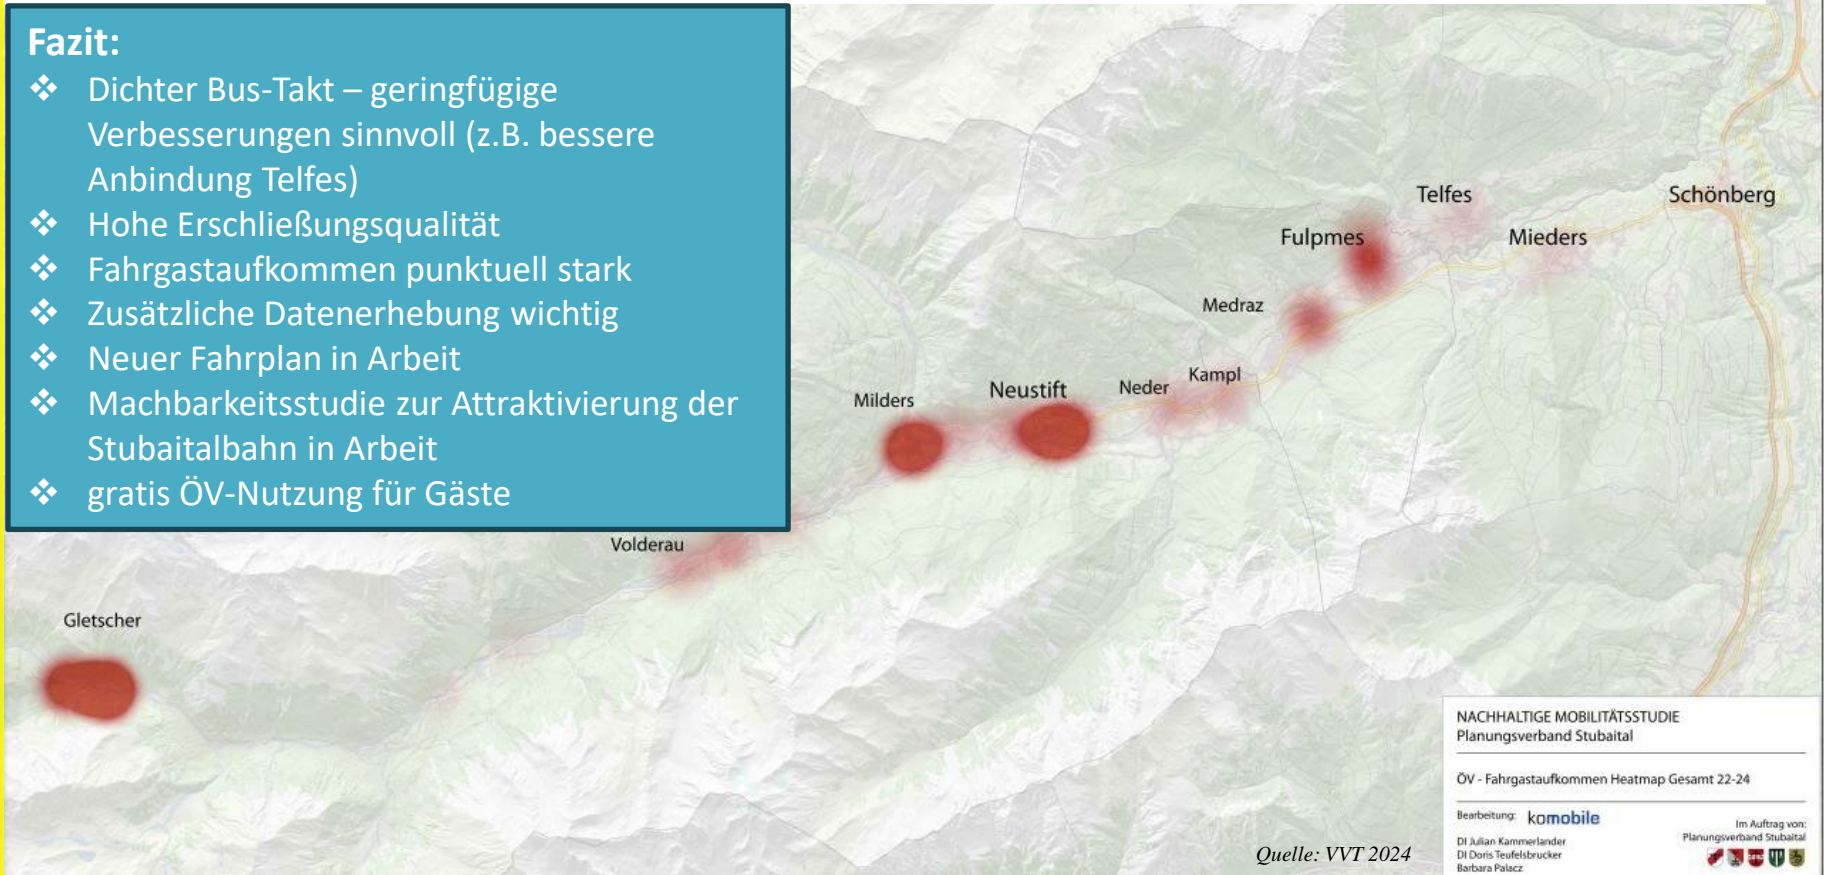 Fazit:
❖ Dichter Bus-Takt – geringfügige
Verbesserungen sinnvoll (z.B. bessere
Anbindung Telfes)
❖ Hohe Erschließungsqualität
❖ Fahrgastaufkommen punktuell stark
❖ Zusätzliche Datenerhebung wichtig
❖ Neuer Fahrplan in Arbeit
❖ Machbarkeitsstudie zur Attraktivierung der
Stubaitalbahn in Arbeit
❖ gratis ÖV-Nutzung für Gäste
Telfes
Schönberg
Fulpmes
Mieders
Medraz
Kampl
Neder
Neustift
Milders
Volderau
Gletscher
NACHHALTIGE MOBILITÄTSSTUDIE
Planungsverband Stubaital
ÖV - Fahrgastaufkommen Heatmap Gesamt 22-24
Bearbeitung: komobile
DI Julian Kammerlander
DI Doris Teufelsbrucker
Barbara Palacz
Im Auftrag von:
Planungsverband Stubaital
Quelle: VVT 2024